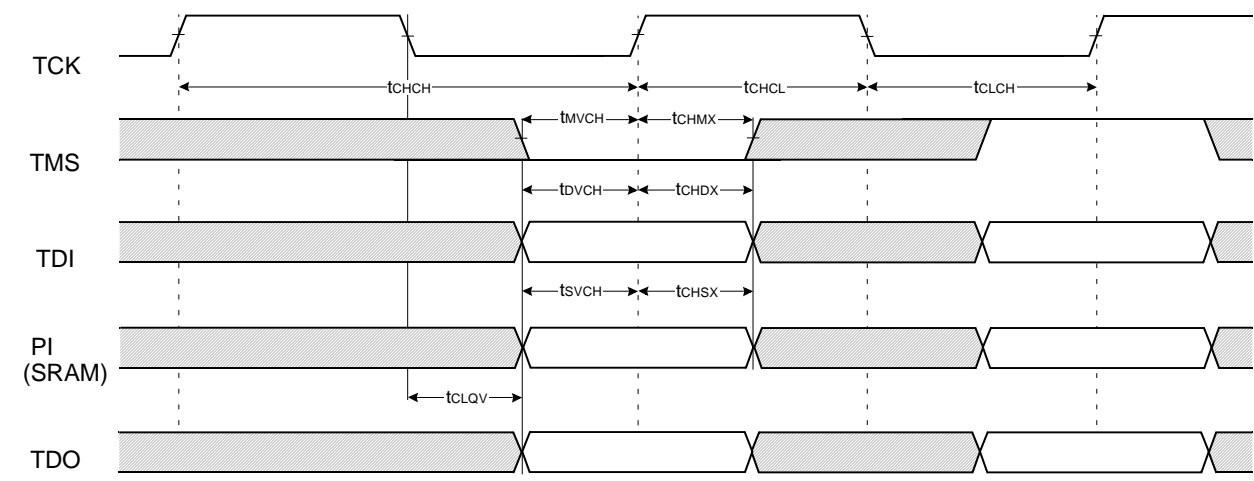 TCK
tCHCH
tCHCL
tCLCH
tMVCH
tCHMX
TMS
tDVCH
tCHDX
TDI
tSVCH
tCHSX
PI
(SRAM)
tCLQV
TDO